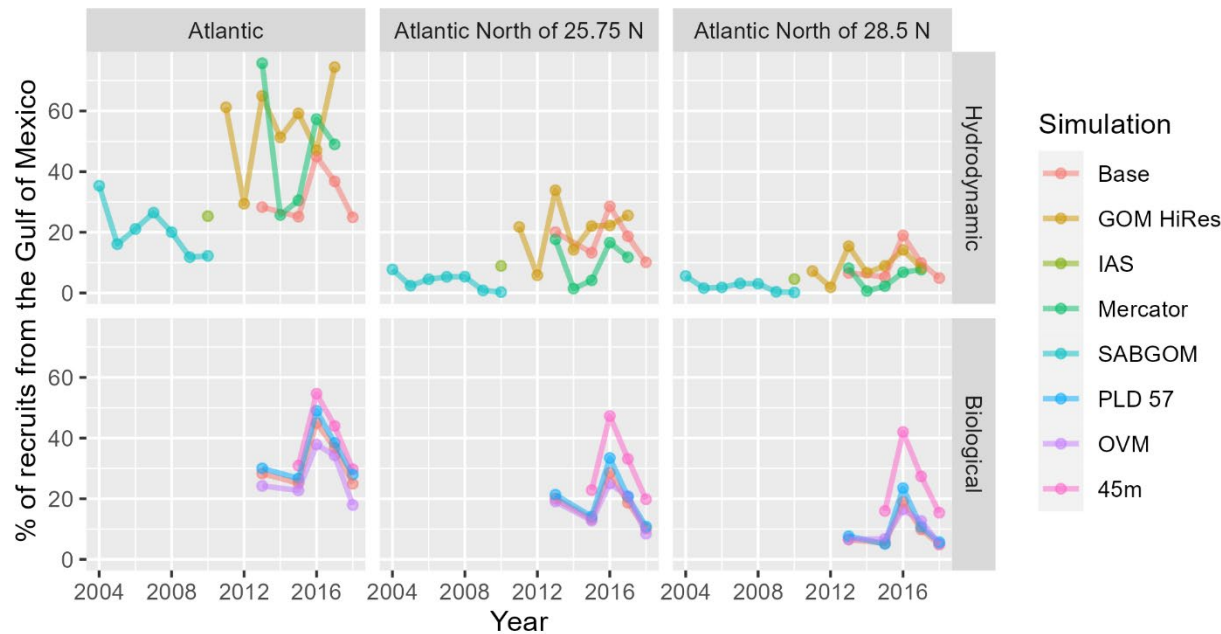 Atlantic
Atlantic North of 25.75 N
Atlantic North of 28.5 N
% of recruits from the Gulf of Mexico
60
40
20
0
Hydrodynamic
60
40
20
0
Biological
2004 2008 2012 2016
2004 2008 2012 2016
2004 2008 2012 2016
Year
Simulation
Base
GOM HiRes
IAS
Mercator
SABGOM
PLD 57
OVM
45m